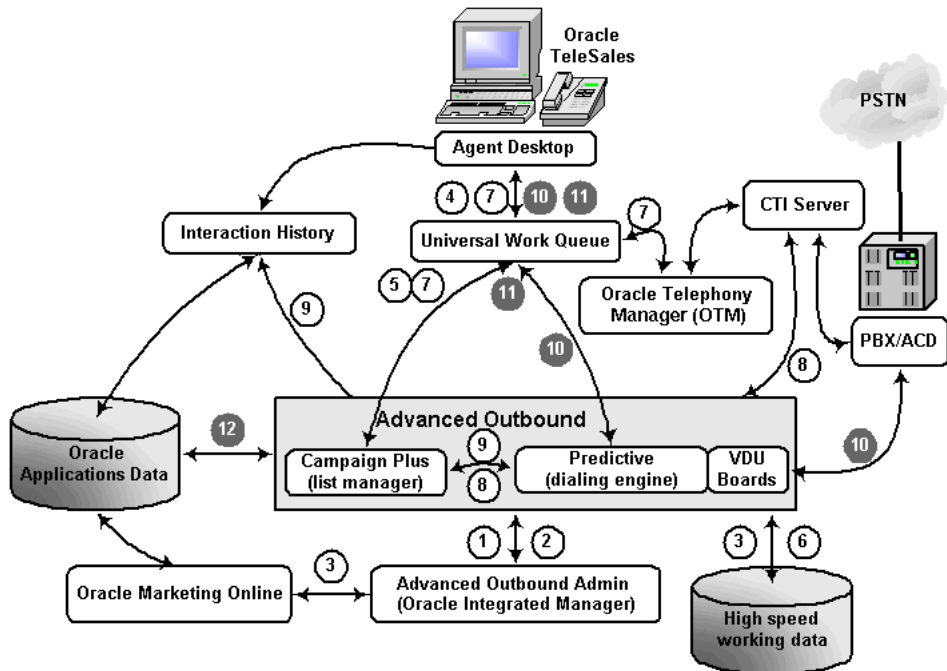 Oracle
TeleSales
PSTN
Agent Desktop
4
7
10
11
7
CTI Server
Interaction History
Universal Work Queue
5
7
11
Oracle Telephony
Manager (OTM)
9
10
8
PBX/ACD
Advanced Outbound
12
9
10
Oracle
Applications Data
Campaign Plus
(list manager)
8
Predictive
(dialing engine)
VDU
Boards
1
2
3
6
3
Oracle Marketing Online
Advanced Outbound Admin
(Oracle Integrated Manager)
High speed
working data